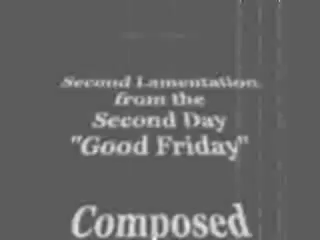 Second Lamentation
from the
Second Day
"Good Friday"
Composed